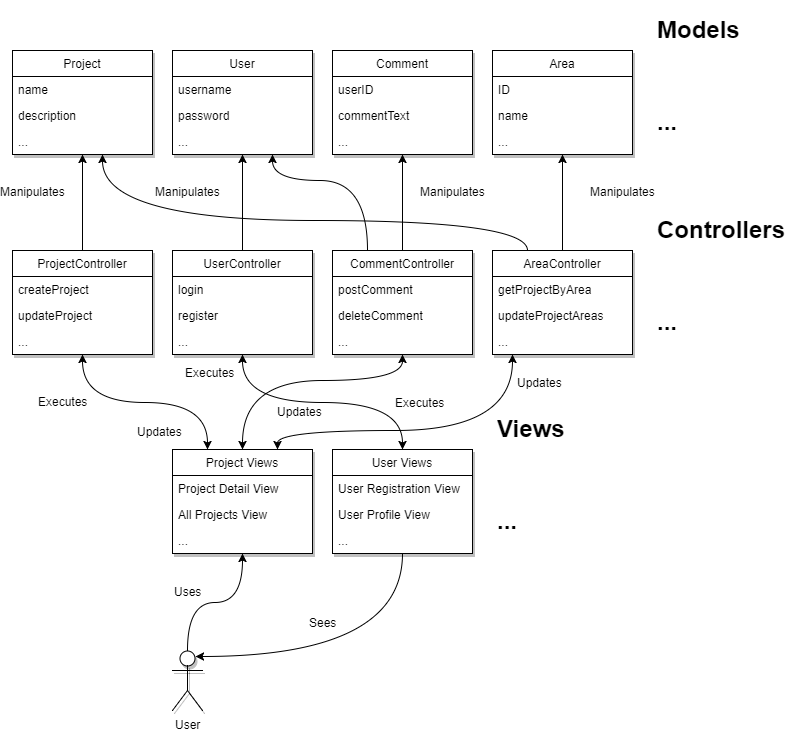 Models
Project
User
Comment
Area
name
username
userID
ID
description
password
commentText
name
...
...
...
...
...
Manipulates
Manipulates
Manipulates
Manipulates
Controllers
ProjectController
UserController
CommentController
AreaController
createProject
login
postComment
getProjectByArea
updateProject
register
deleteComment
updateProjectAreas
...
...
...
...
...
Executes
Executes
Updates
Updates
Executes
Updates
Views
Project Views
User Views
Project Detail View
User Registration View
All Projects View
User Profile View
...
...
...
Uses
Sees
User